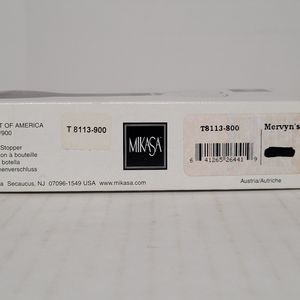 T OF AMERICA
/900
Stopper
on à bouteille
botella
nenverschluss
a Secaucus, NJ 07096-1549 USA www.mikasa.com
T 8113-900
MIKASA
T8113-800
6 41265 26441 9
Mervyn's
Austria/Autriche